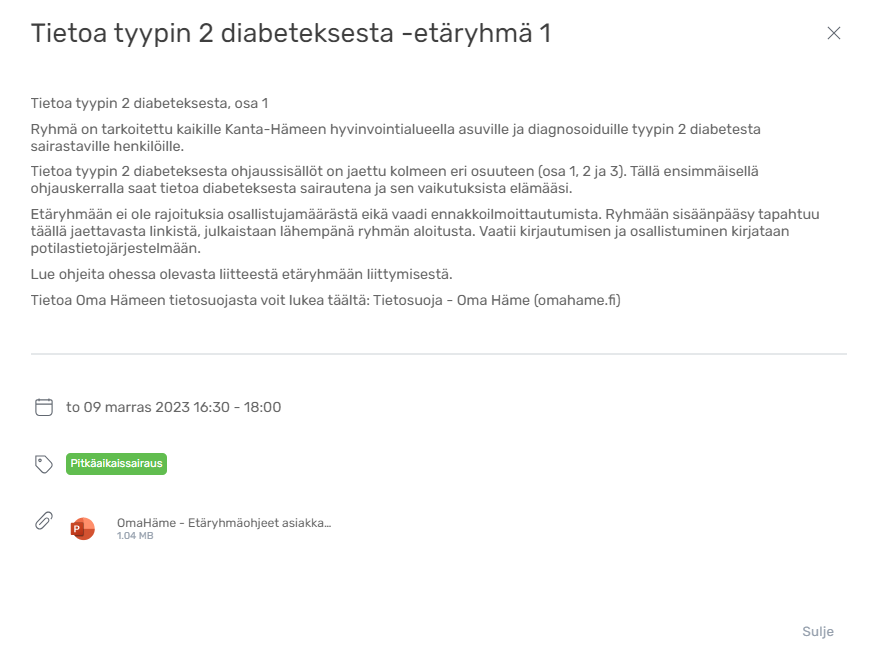 Tietoa tyypin 2 diabeteksesta -etäryhmä 1
Tietoa tyypin 2 diabeteksesta, osa 1
Ryhmä on tarkoitettu kaikille Kanta-Hämeen hyvinvointialueella asuville ja diagnosoiduille tyypin 2 diabetesta
sairastaville henkilöille.
Tietoa tyypin 2 diabeteksesta ohjaussisällöt on jaettu kolmeen eri osuuteen (osa 1, 2 ja 3). Tällä ensimmäisellä
ohjauskerralla saat tietoa diabeteksesta sairautena ja sen vaikutuksista elämääsi.
Etäryhmään ei ole rajoituksia osallistujamäärästä eikä vaadi ennakkoilmoittautumista. Ryhmään sisäänpääsy tapahtuu
täällä jaettavasta linkistä, julkaistaan lähempänä ryhmän aloitusta. Vaatii kirjautumisen ja osallistuminen kirjataan
potilastietojärjestelmään.
Lue ohjeita ohessa olevasta liitteestä etäryhmään liittymisestä.
Tietoa Oma Hämeen tietosuojasta voit lukea täältä: Tietosuoja - Oma Häme (omahame.fi)
to 09 marras 2023 16:30 - 18:00
Pitkäaikaissairaus
P
OmaHäme - Etäryhmäohjeet asiakka…
1.04 MB
Sulje